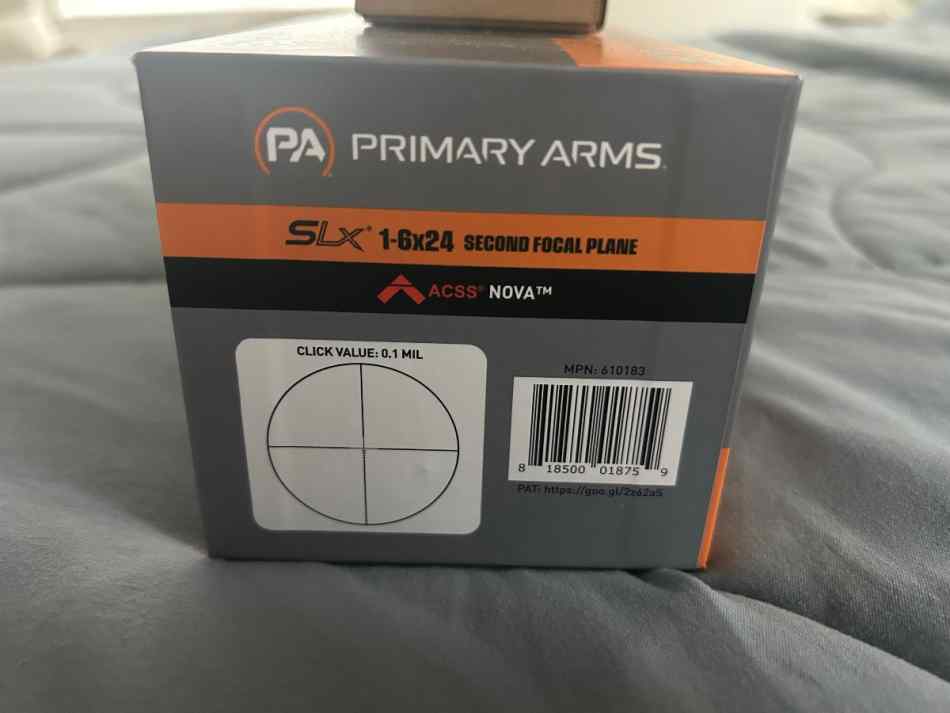 PA PRIMARY ARMS
SLx® 1-6x24 SECOND FOCAL PLANE
ACSS® NOVA™
CLICK VALUE: 0.1 MIL
MPN: 610183
8 18500 01875 9
PAT: https://goo.gl/2z62a5